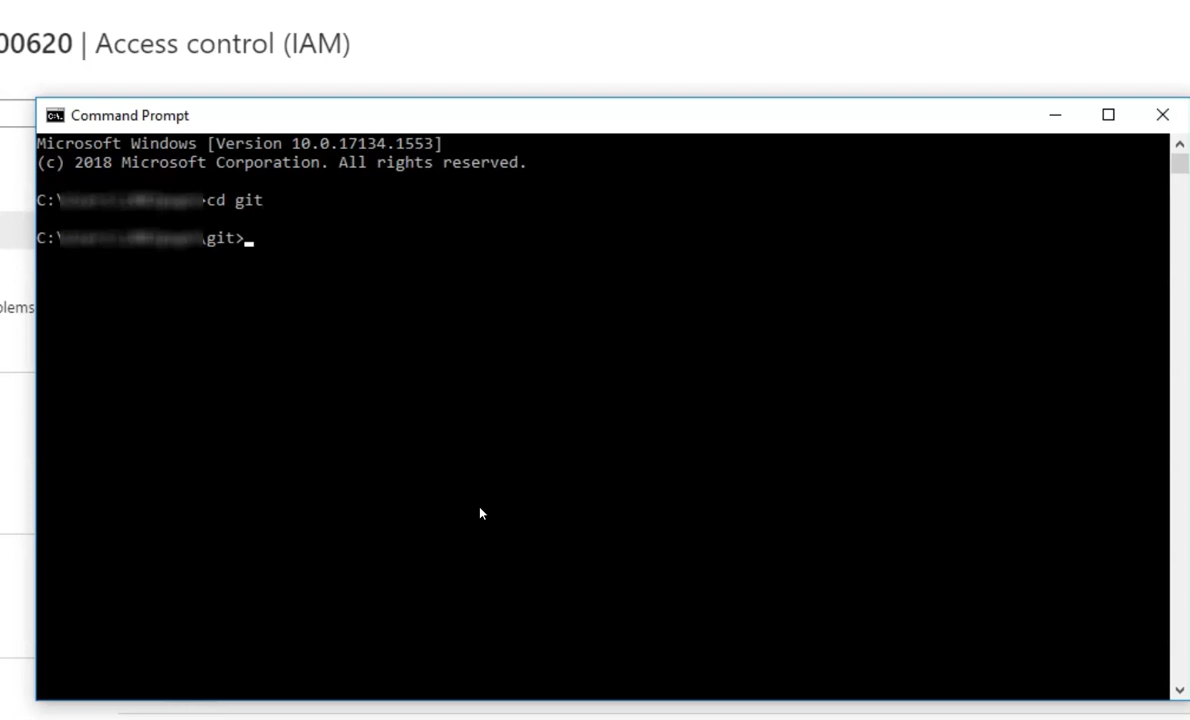 00620 | Access control (IAM)
Command Prompt
Microsoft Windows [Version 10.0.17134.1553]
(c) 2018 Microsoft Corporation. All rights reserved.
C:\ >cd git
C:\ \git>
blems